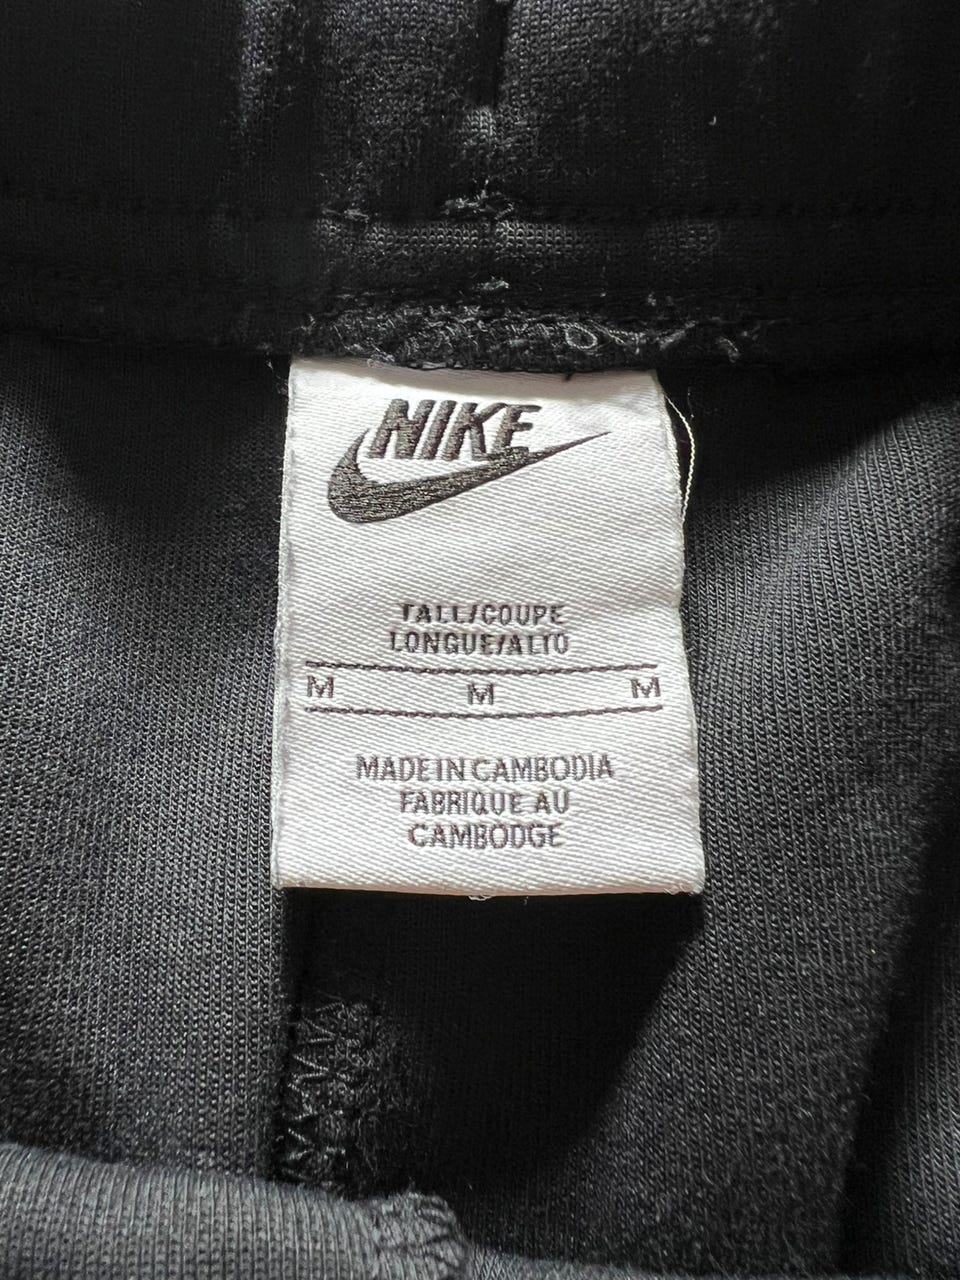 NIKE
TALL/COUPE
LONGUE/ALTO
M M M
MADE IN CAMBODIA
FABRIQUE AU
CAMBODGE